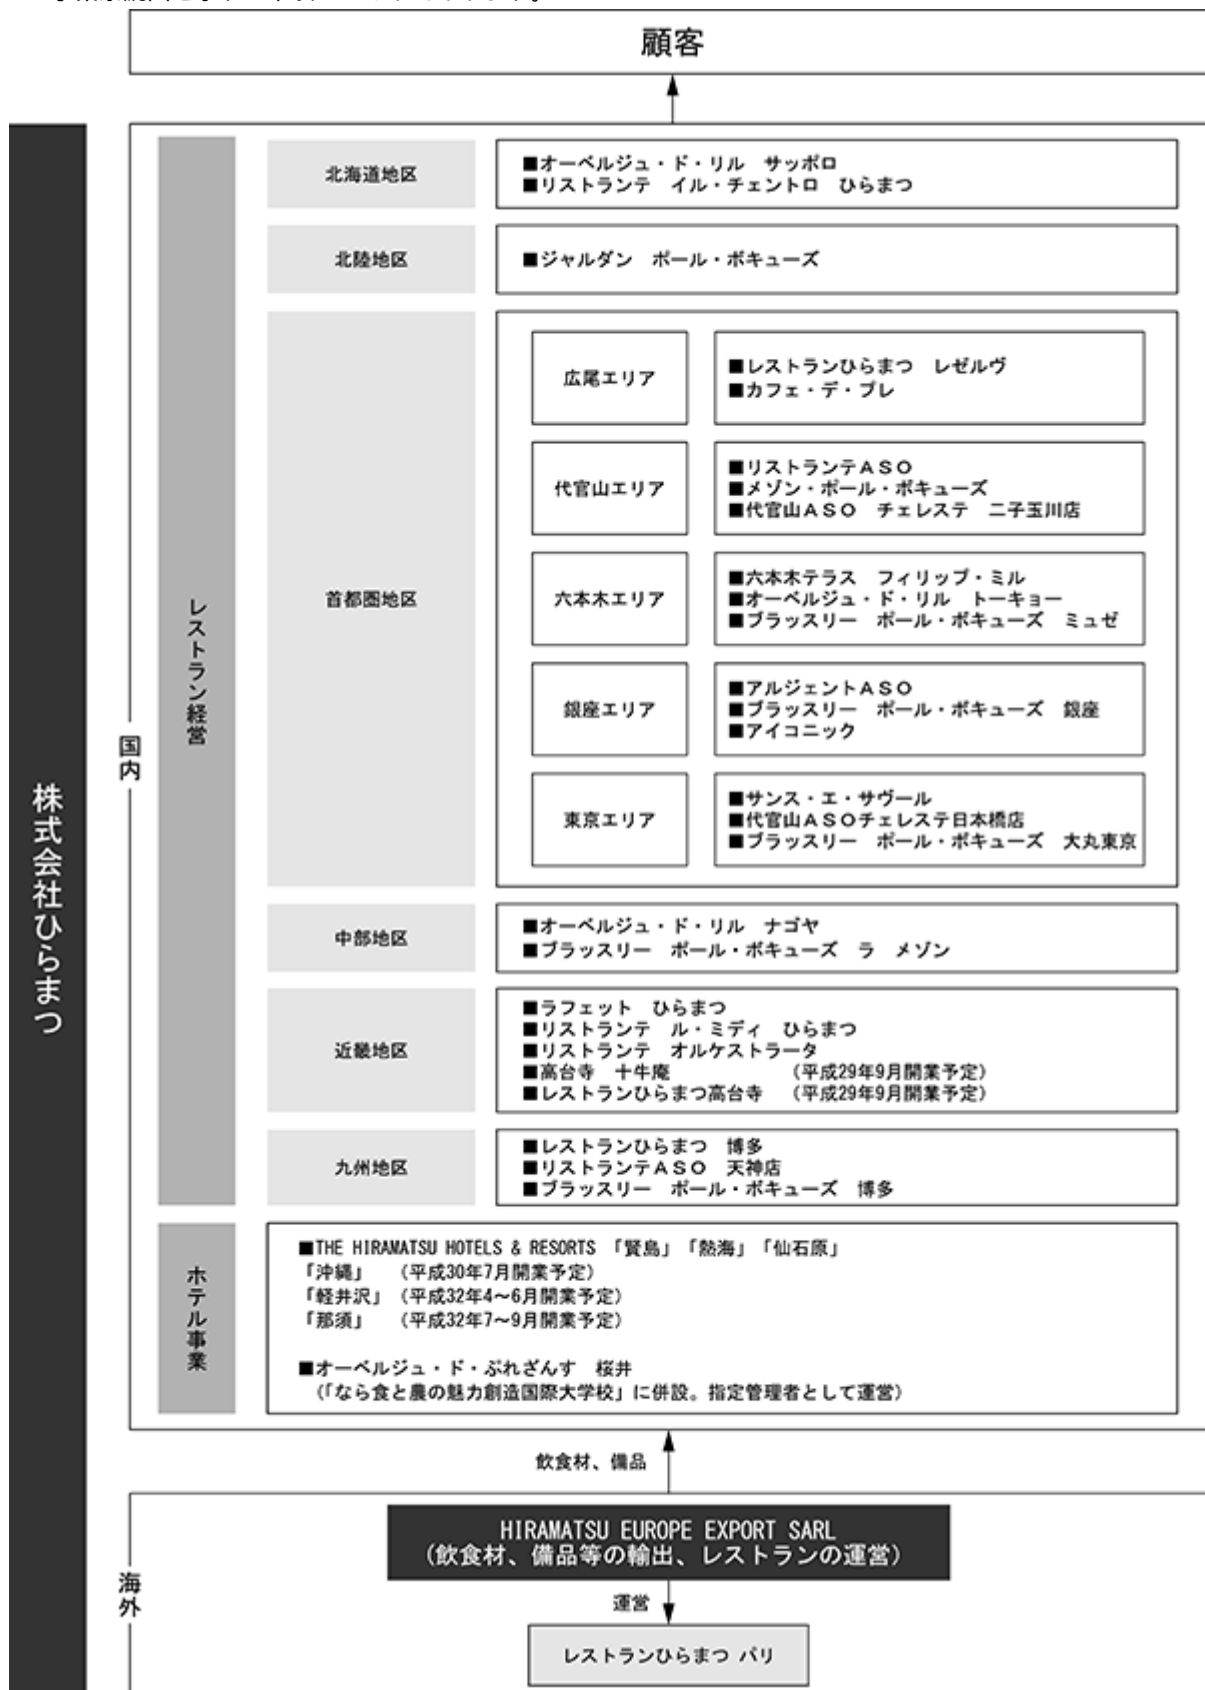 顧客
株式会社ひらまつ
国内
レストラン経営
北海道地区
■オーベルジュ・ド・リル　サッポロ
■リストランテ　イル・チェントロ　ひらまつ
北陸地区
■ジャルダン　ポール・ボキューズ
首都圏地区
広尾エリア
■レストランひらまつ　レゼルヴ
■カフェ・デ・プレ
代官山エリア
■リストランテＡＳＯ
■メゾン・ポール・ボキューズ
■代官山ＡＳＯ　チェレステ　二子玉川店
六本木エリア
■六本木テラス　フィリップ・ミル
■オーベルジュ・ド・リル　トーキョー
■ブラッスリー　ポール・ボキューズ　ミュゼ
銀座エリア
■アルジェントＡＳＯ
■ブラッスリー　ポール・ボキューズ　銀座
■アイコニック
東京エリア
■サンス・エ・サヴール
■代官山ＡＳＯチェレステ日本橋店
■ブラッスリー　ポール・ボキューズ　大丸東京
中部地区
■オーベルジュ・ド・リル　ナゴヤ
■ブラッスリー　ポール・ボキューズ　ラ　メゾン
近畿地区
■ラフェット　ひらまつ
■リストランテ　ル・ミディ　ひらまつ
■リストランテ　オルケストラータ
■高台寺　十牛庵　（平成29年9月開業予定）
■レストランひらまつ高台寺　（平成29年9月開業予定）
九州地区
■レストランひらまつ　博多
■リストランテＡＳＯ　天神店
■ブラッスリー　ポール・ボキューズ　博多
ホテル事業
■THE HIRAMATSU HOTELS & RESORTS 「賢島」「熱海」「仙石原」
「沖縄」　（平成30年7月開業予定）
「軽井沢」（平成32年4～6月開業予定）
「那須」　（平成32年7～9月開業予定）
■オーベルジュ・ド・ぷれざんす　桜井
（「なら食と農の魅力創造国際大学校」に併設。指定管理者として運営）
飲食材、備品
海外
HIRAMATSU EUROPE EXPORT SARL
（飲食材、備品等の輸出、レストランの運営）
運営
レストランひらまつ パリ